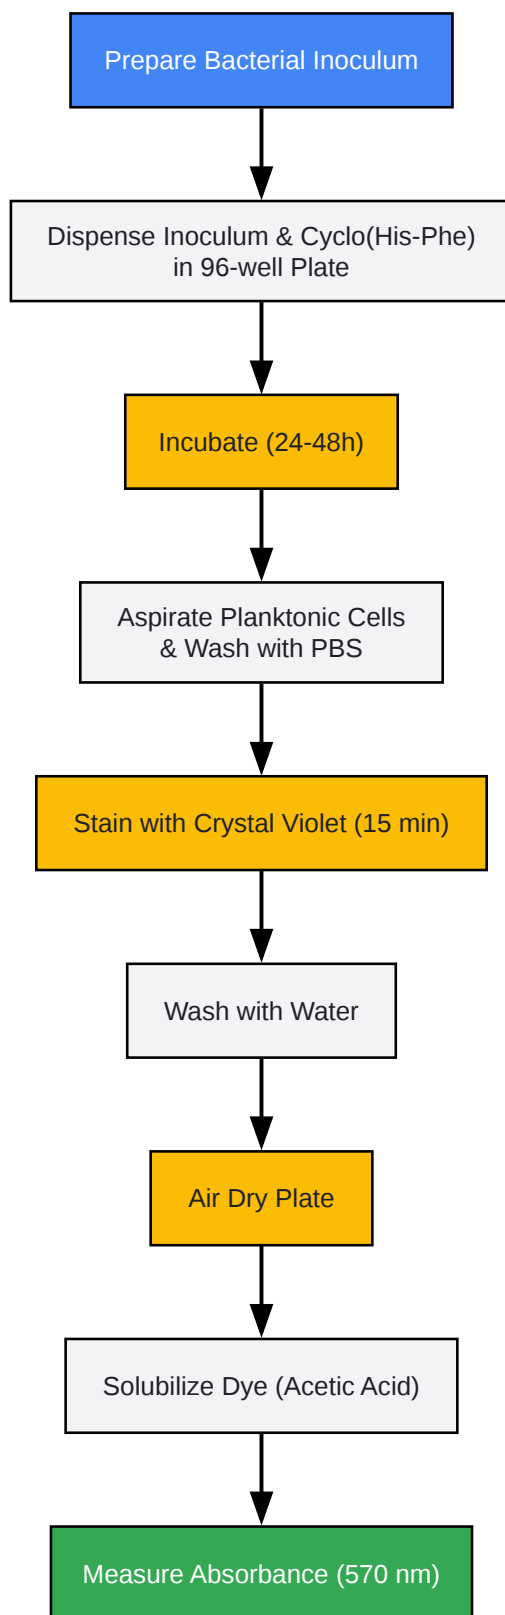 Prepare Bacterial Inoculum
Dispense Inoculum & Cyclo(His-Phe)
in 96-well Plate
Incubate (24-48h)
Aspirate Planktonic Cells
& Wash with PBS
Stain with Crystal Violet (15 min)
Wash with Water
Air Dry Plate
Solubilize Dye (Acetic Acid)
Measure Absorbance (570 nm)